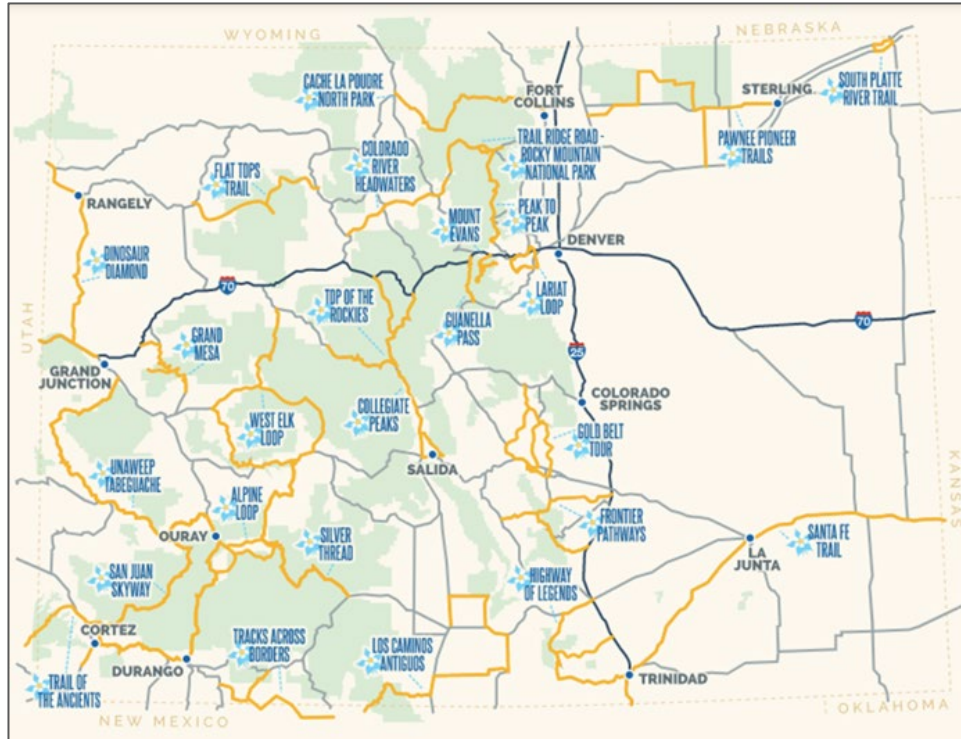 WYOMING
NEBRASKA
CACHE LA POUDRE
NORTH PARK
FORT
COLLINS
STERLING
SOUTH PLATTE
RIVER TRAIL
TRAIL RIDGE ROAD -
ROCKY MOUNTAIN
NATIONAL PARK
PAWNEE PIONEER
TRAILS
COLORADO
RIVER
HEADWATERS
FLAT TOPS
TRAIL
RANGELY
PEAK TO
PEAK
MOUNT
EVANS
DENVER
DINOSAUR
DIAMOND
70
TOP OF THE
ROCKIES
LARIAT
LOOP
GUANELLA
PASS
70
UTAH
GRAND
MESA
25
GRAND
JUNCTION
COLORADO
SPRINGS
WEST ELK
LOOP
COLLEGIATE
PEAKS
GOLD BELT
TOUR
SALIDA
KANSAS
UNAWEEP
TABEGUACHE
ALPINE
LOOP
OURAY
SILVER
THREAD
FRONTIER
PATHWAYS
SANTA FE
TRAIL
LA
JUNTA
SAN JUAN
SKYWAY
HIGHWAY
OF LEGENDS
CORTEZ
TRACKS ACROSS
BORDERS
LOS CAMINOS
ANTIGUOS
DURANGO
TRINIDAD
TRAIL OF
THE ANCIENTS
NEW MEXICO
OKLAHOMA